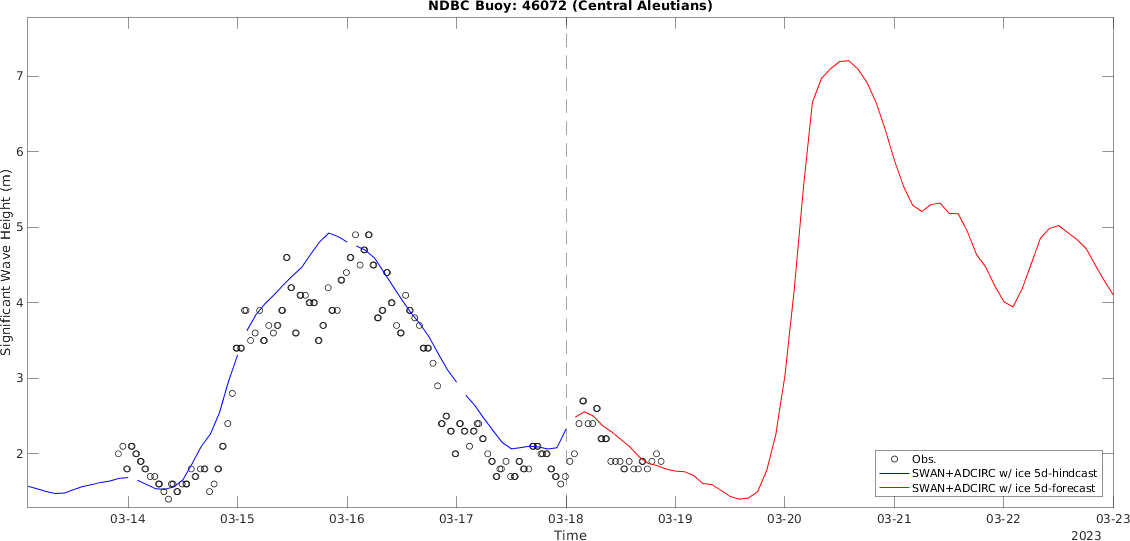 NDBC Buoy: 46072 (Central Aleutians)
Significant Wave Height (m)
7
6
5
4
3
2
Obs.
SWAN+ADCIRC w/ ice 5d-hindcast
SWAN+ADCIRC w/ ice 5d-forecast
03-14 03-15 03-16 03-17 03-18 03-19 03-20 03-21 03-22 03-23
Time
2023